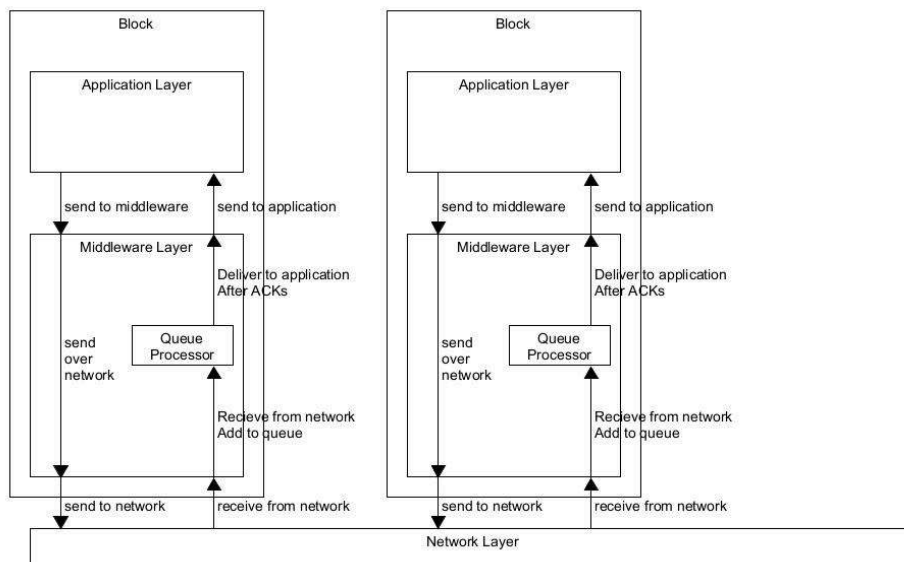 Block
Application Layer
send to middleware
send to application
Middleware Layer
Deliver to application
After ACKs
Queue
Processor
send
over
network
Recieve from network
Add to queue
send to network
receive from network
Block
Application Layer
send to middleware
send to application
Middleware Layer
Deliver to application
After ACKs
Queue
Processor
send
over
network
Recieve from network
Add to queue
send to network
receive from network
Network Layer